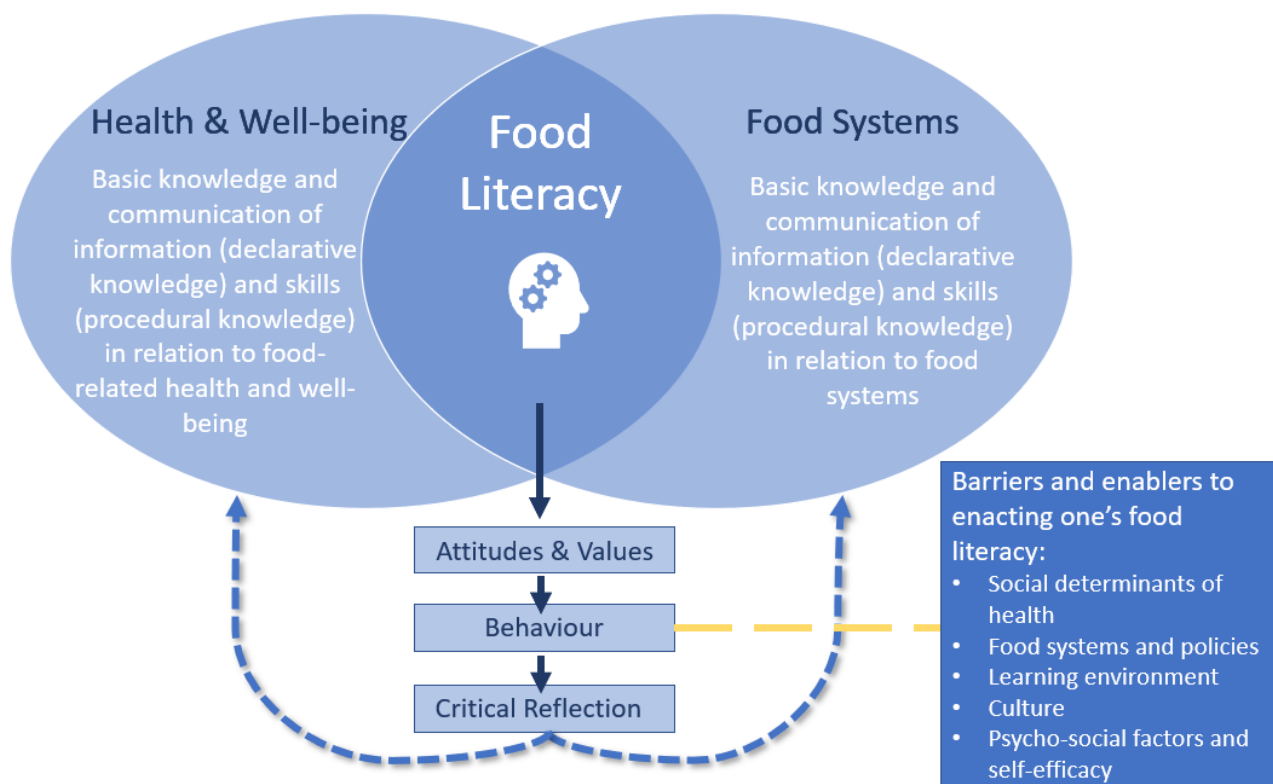 Health & Well-being
Basic knowledge and
communication of
information (declarative
knowledge) and skills
(procedural knowledge)
in relation to food-
related health and well-
being
Food
Literacy
Food Systems
Basic knowledge and
communication of
information (declarative
knowledge) and skills
(procedural knowledge)
in relation to food
systems
Attitudes & Values
Behaviour
Critical Reflection
Barriers and enablers to
enacting one’s food
literacy:
• Social determinants of
health
• Food systems and policies
• Learning environment
• Culture
• Psycho-social factors and
self-efficacy